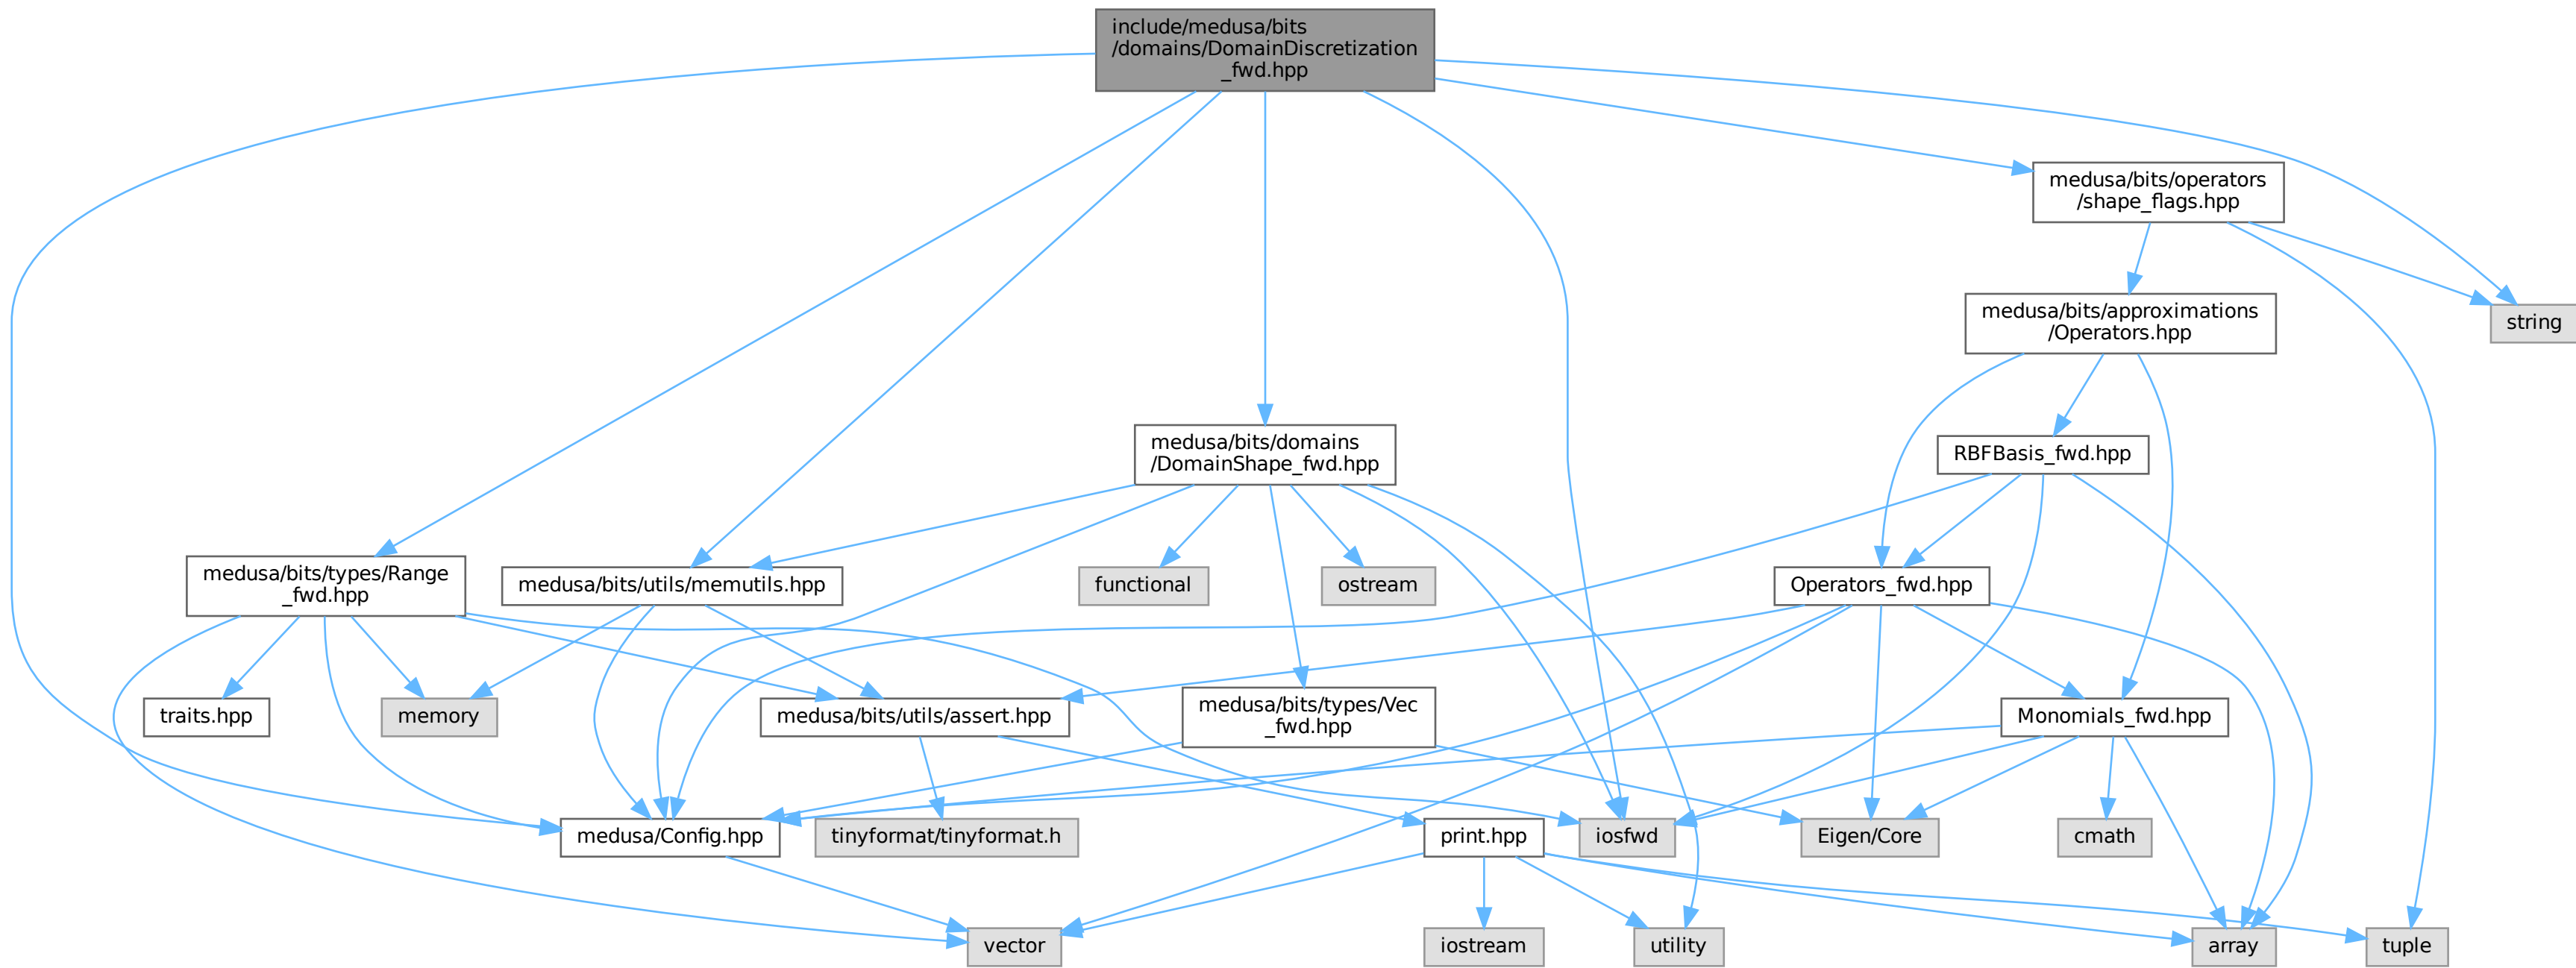 include/medusa/bits
/domains/DomainDiscretization
_fwd.hpp
medusa/bits/operators
/shape_flags.hpp
medusa/bits/approximations
/Operators.hpp
string
medusa/bits/domains
/DomainShape_fwd.hpp
RBFBasis_fwd.hpp
medusa/bits/types/Range
_fwd.hpp
medusa/bits/utils/memutils.hpp
functional
ostream
Operators_fwd.hpp
traits.hpp
memory
medusa/bits/utils/assert.hpp
medusa/bits/types/Vec
_fwd.hpp
Monomials_fwd.hpp
medusa/Config.hpp
tinyformat/tinyformat.h
print.hpp
iosfwd
Eigen/Core
cmath
vector
iostream
utility
array
tuple